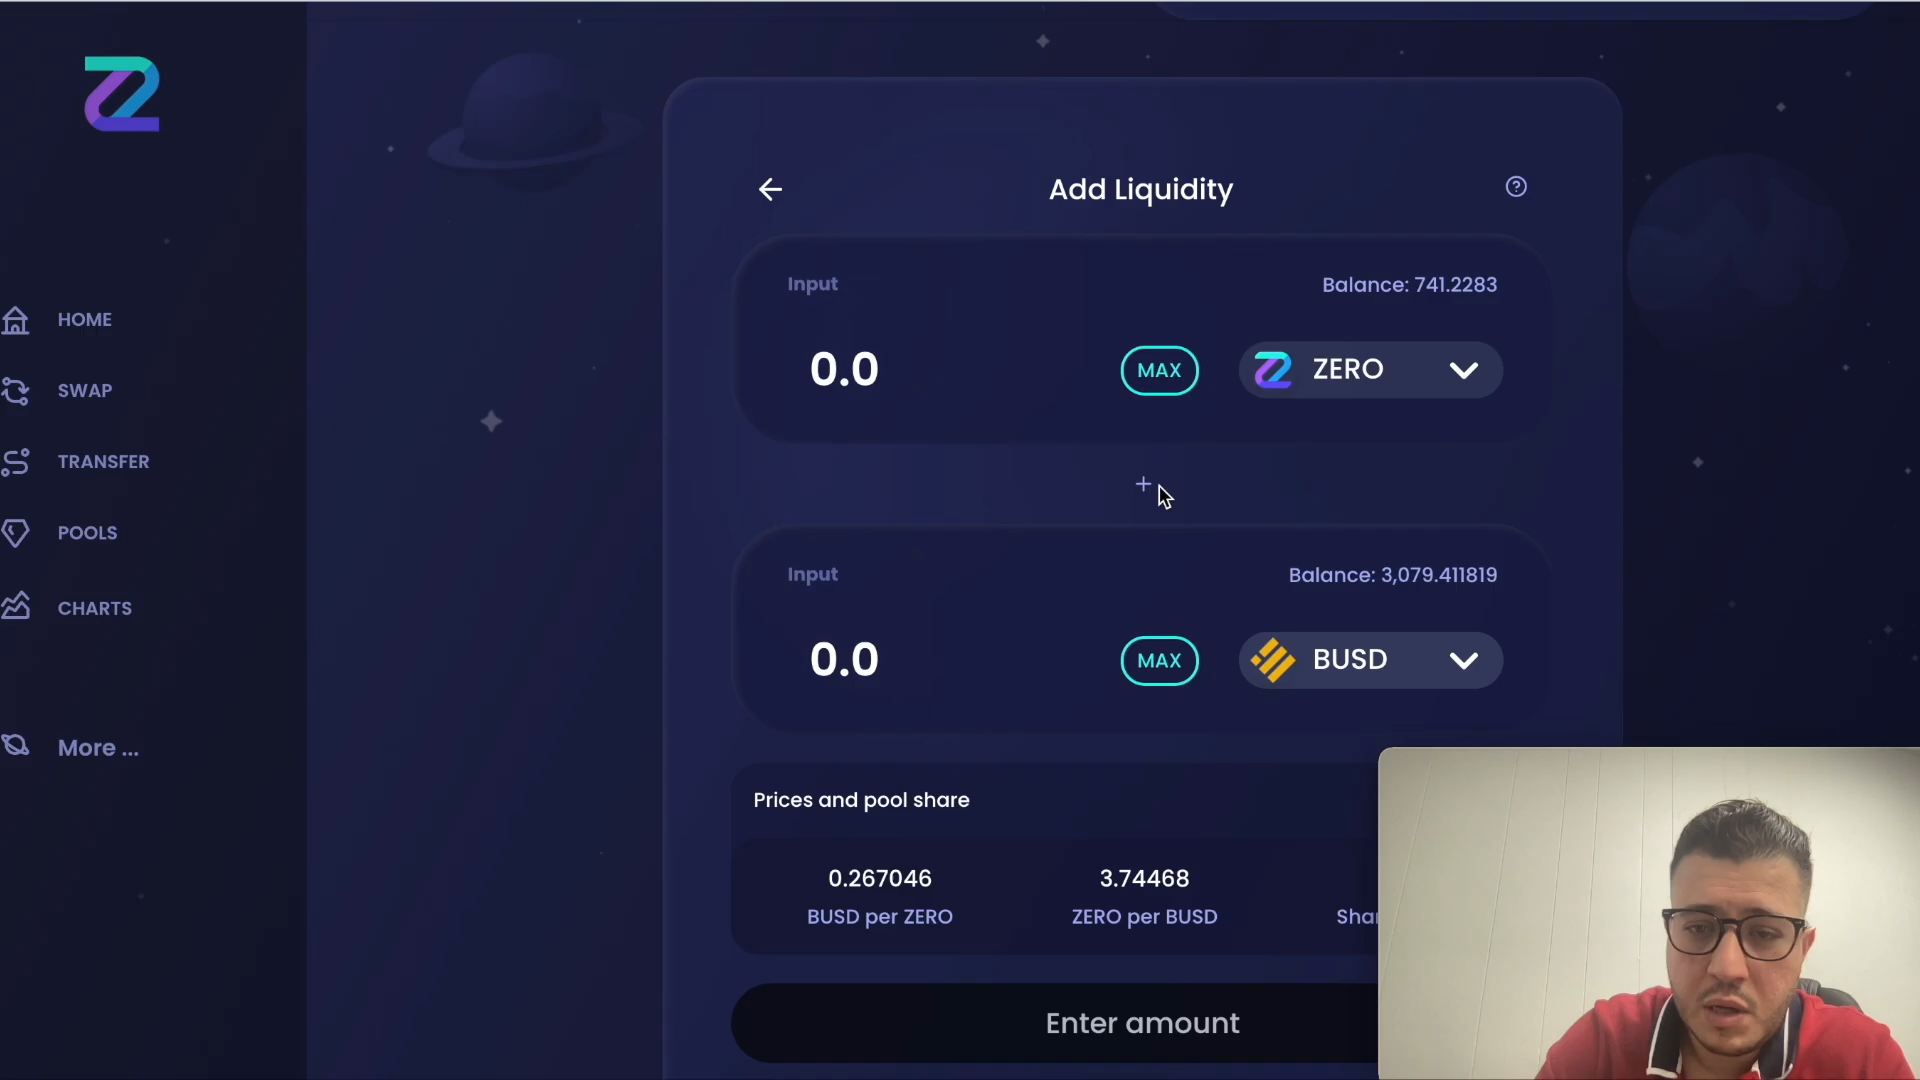 HOME
SWAP
TRANSFER
POOLS
CHARTS
More ...
Add Liquidity
Input
Balance: 741.2283
0.0
MAX
ZERO
+
Input
Balance: 3,079.411819
0.0
MAX
BUSD
Prices and pool share
0.267046
3.74468
BUSD per ZERO
ZERO per BUSD
Enter amount